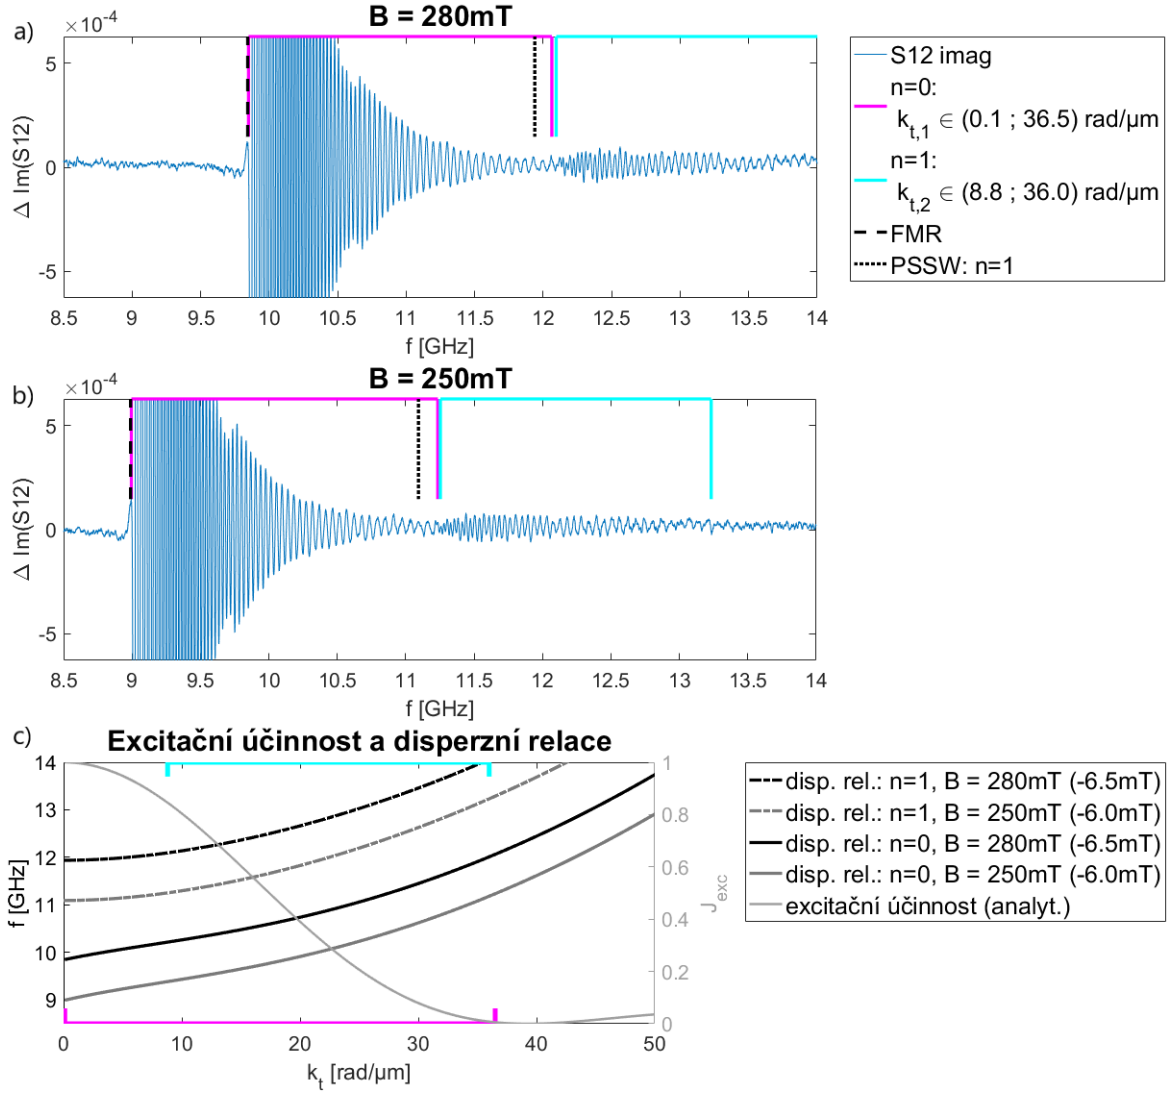 a)
B = 280mT
×10⁻⁴
5
0
-5
Δ Im(S12)
8.5 9 9.5 10 10.5 11 11.5 12 12.5 13 13.5 14
f [GHz]
S12 imag
n=0:
k_t,1 ∈ (0.1 ; 36.5) rad/µm
n=1:
k_t,2 ∈ (8.8 ; 36.0) rad/µm
FMR
PSSW: n=1
b)
B = 250mT
×10⁻⁴
5
0
-5
Δ Im(S12)
8.5 9 9.5 10 10.5 11 11.5 12 12.5 13 13.5 14
f [GHz]
c)
Excitační účinnost a disperzní relace
14
13
12
11
10
9
f [GHz]
1
0.8
0.6
0.4
0.2
0
J_exc
0 10 20 30 40 50
k_t [rad/µm]
disp. rel.: n=1, B = 280mT (-6.5mT)
disp. rel.: n=1, B = 250mT (-6.0mT)
disp. rel.: n=0, B = 280mT (-6.5mT)
disp. rel.: n=0, B = 250mT (-6.0mT)
excitační účinnost (analyt.)